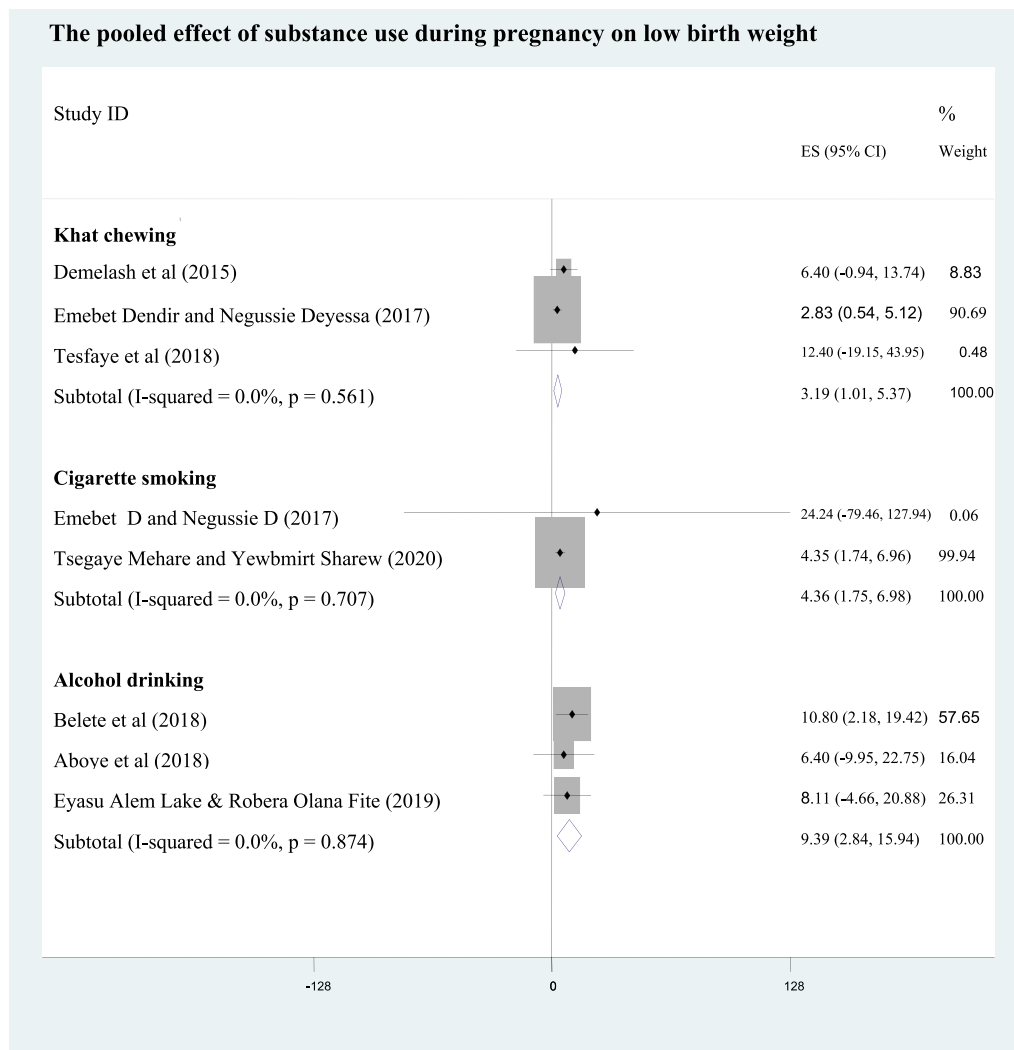 The pooled effect of substance use during pregnancy on low birth weight
Study ID %
ES (95% CI) Weight
Khat chewing
Demelash et al (2015) 6.40 (-0.94, 13.74) 8.83
Emebet Dendir and Negussie Deyessa (2017) 2.83 (0.54, 5.12) 90.69
Tesfaye et al (2018) 12.40 (-19.15, 43.95) 0.48
Subtotal (I-squared = 0.0%, p = 0.561) 3.19 (1.01, 5.37) 100.00
Cigarette smoking
Emebet D and Negussie D (2017) 24.24 (-79.46, 127.94) 0.06
Tsegaye Mehare and Yewbmirt Sharew (2020) 4.35 (1.74, 6.96) 99.94
Subtotal (I-squared = 0.0%, p = 0.707) 4.36 (1.75, 6.98) 100.00
Alcohol drinking
Belete et al (2018) 10.80 (2.18, 19.42) 57.65
Aboye et al (2018) 6.40 (-9.95, 22.75) 16.04
Eyasu Alem Lake & Robera Olana Fite (2019) 8.11 (-4.66, 20.88) 26.31
Subtotal (I-squared = 0.0%, p = 0.874) 9.39 (2.84, 15.94) 100.00
-128 0 128